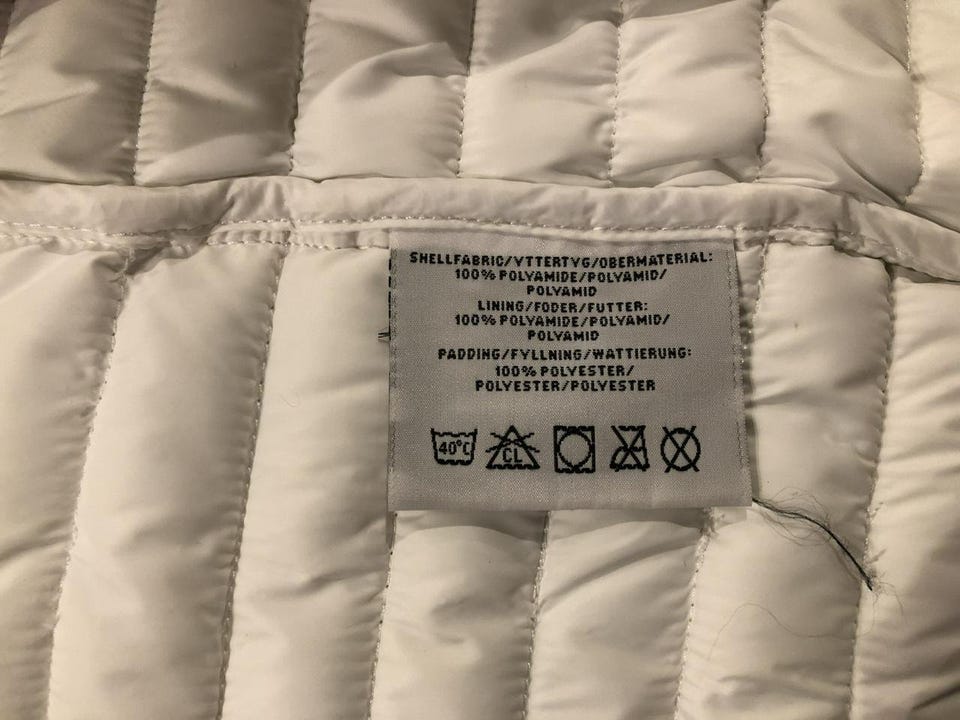 SHELLFABRIC/YTTERTYG/OBERMATERIAL:
100% POLYAMIDE/POLYAMID/
POLYAMID
LINING/FODER/FUTTER:
100% POLYAMIDE/POLYAMID/
POLYAMID
PADDING/FYLLNING/WATTIERUNG:
100% POLYESTER/
POLYESTER/POLYESTER
40°C CL